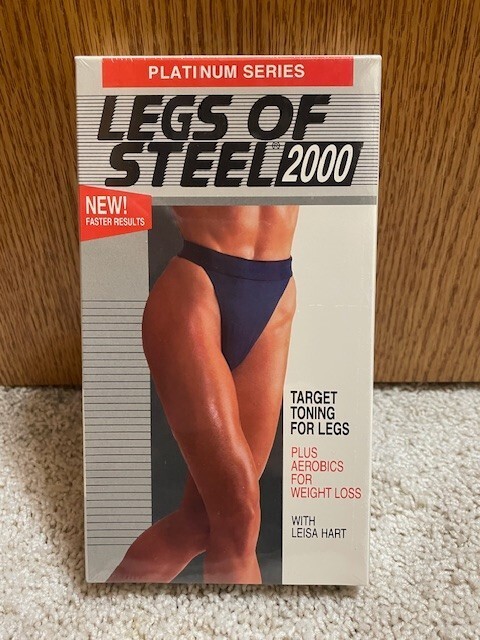 PLATINUM SERIES
LEGS OF
STEEL® 2000
NEW!
FASTER RESULTS
TARGET
TONING
FOR LEGS
PLUS
AEROBICS
FOR
WEIGHT LOSS
WITH
LEISA HART